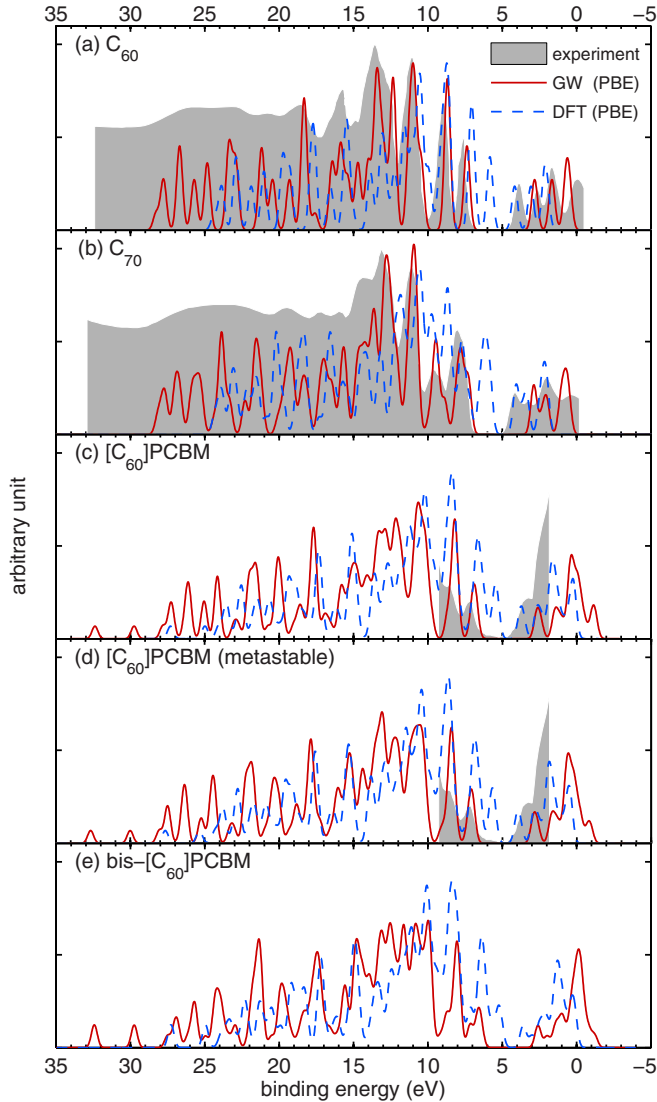 35 30 25 20 15 10 5 0 −5
(a) C60
experiment
GW (PBE)
DFT (PBE)
(b) C70
(c) [C60]PCBM
(d) [C60]PCBM (metastable)
(e) bis–[C60]PCBM
arbitrary unit
35 30 25 20 15 10 5 0 −5
binding energy (eV)